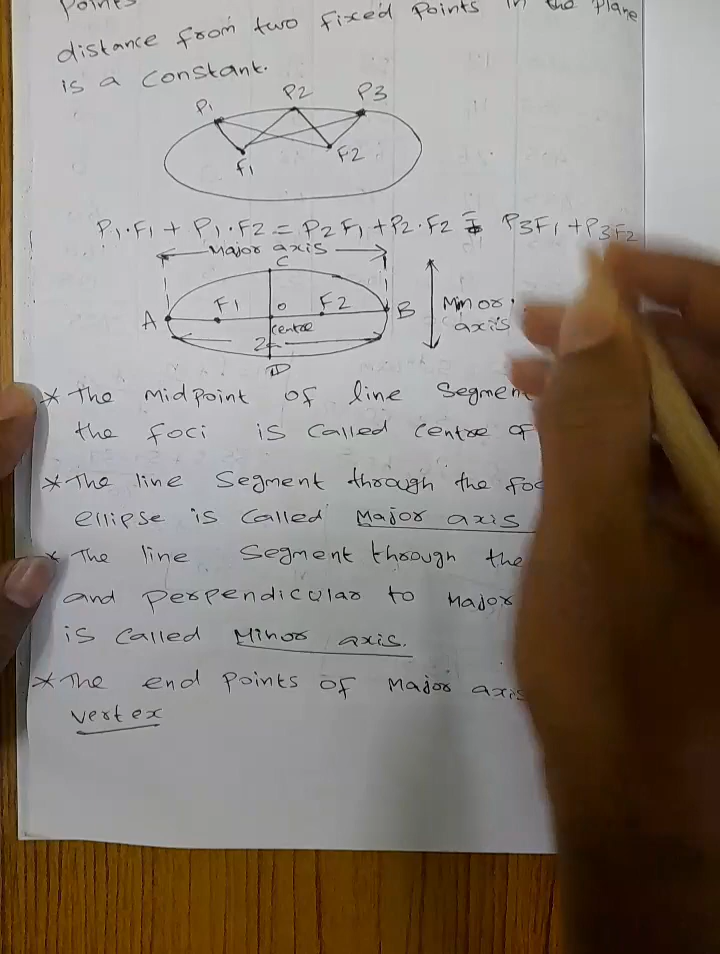 Points
distance from two fixed points in the plane
is a constant.
P1 P2 P3
F1 F2
P1·F1 + P1·F2 = P2F1 + P2·F2 = P3F1 + P3F2
Major axis
C
A F1 o F2 B
centre
2a
D
Minor
axis
* The midpoint of line Segment
the foci is called centre of
* The line Segment through the foc
ellipse is called Major axis
* The line Segment through the
and perpendicular to Major
is called Minor axis.
* The end points of Major axis
vertex